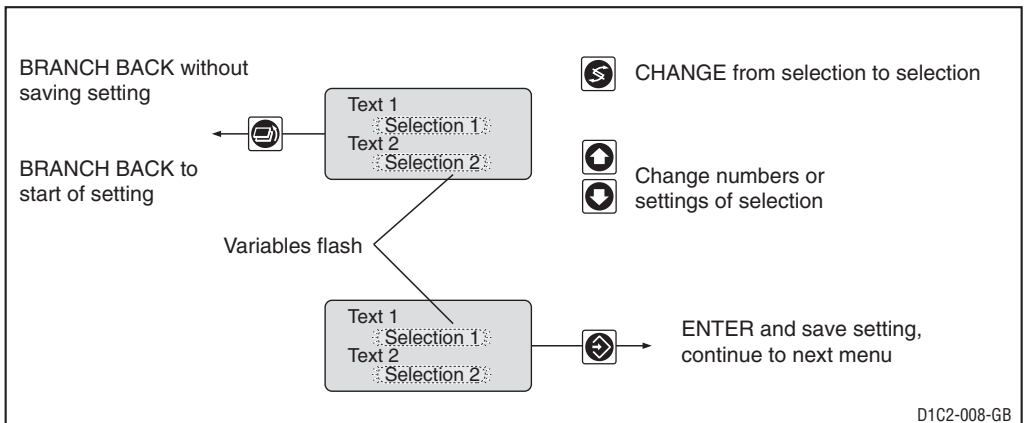 BRANCH BACK without
saving setting
BRANCH BACK to
start of setting
Text 1
Selection 1
Text 2
Selection 2
CHANGE from selection to selection
Change numbers or
settings of selection
Variables flash
Text 1
Selection 1
Text 2
Selection 2
ENTER and save setting,
continue to next menu
D1C2-008-GB